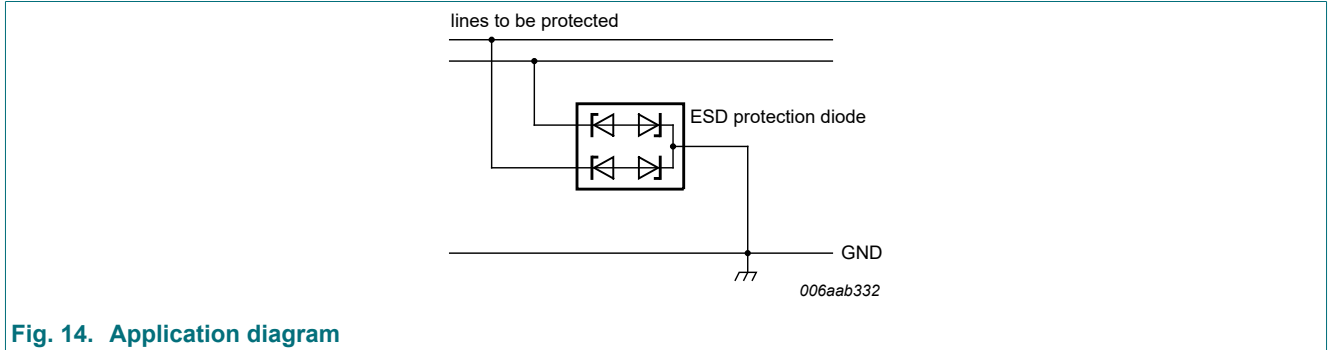 lines to be protected
ESD protection diode
GND
006aab332
Fig. 14. Application diagram